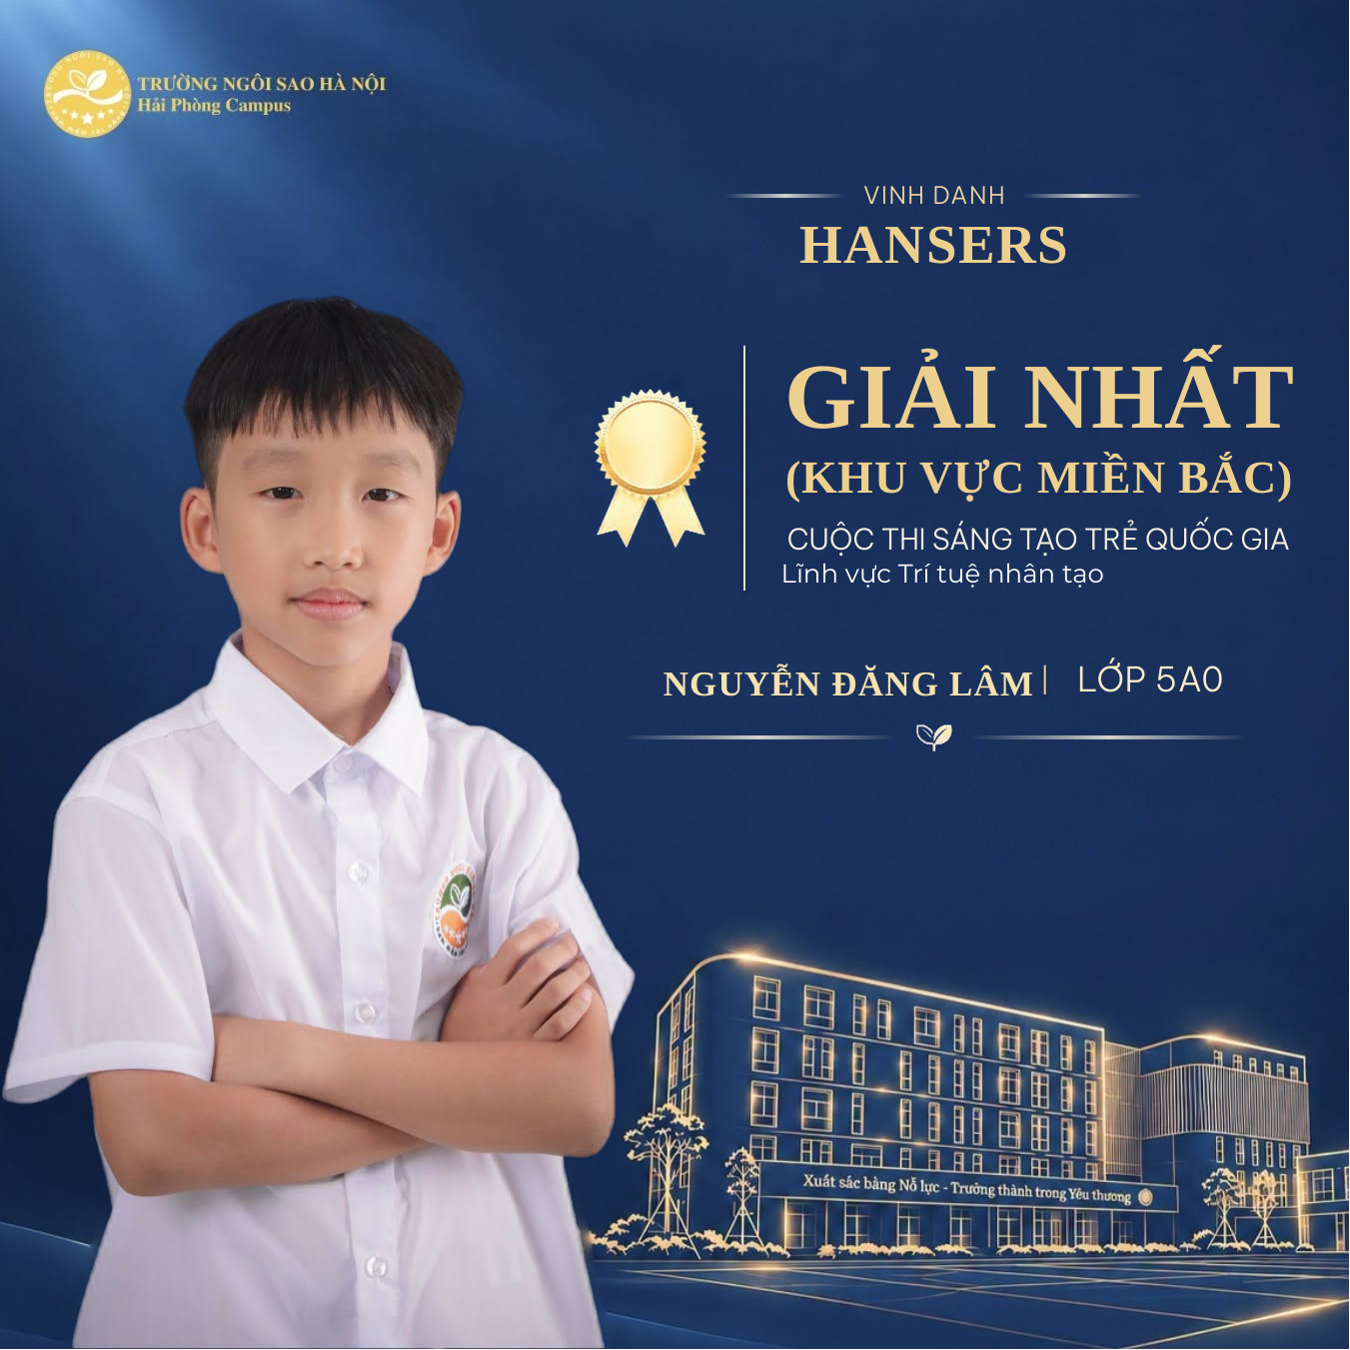 TRƯỜNG NGÔI SAO HÀ NỘI
Hải Phòng Campus
VINH DANH
HANSERS
GIẢI NHẤT
(KHU VỰC MIỀN BẮC)
CUỘC THI SÁNG TẠO TRẺ QUỐC GIA
Lĩnh vực Trí tuệ nhân tạo
NGUYỄN ĐĂNG LÂM | LỚP 5A0
Xuất sắc bằng Nỗ lực - Trưởng thành trong Yêu thương